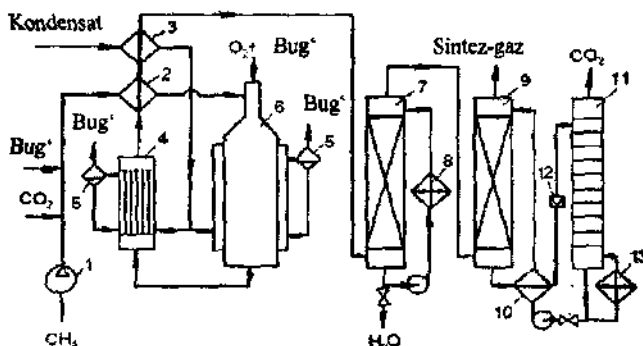 Kondensat
3
O₂+
Bug‘
Sintez-gaz
CO₂
2
7
9
11
6
Bug‘
Bug‘
4
5
8
Bug‘
5
12
CO₂
1
10
13
CH₄
H₂O